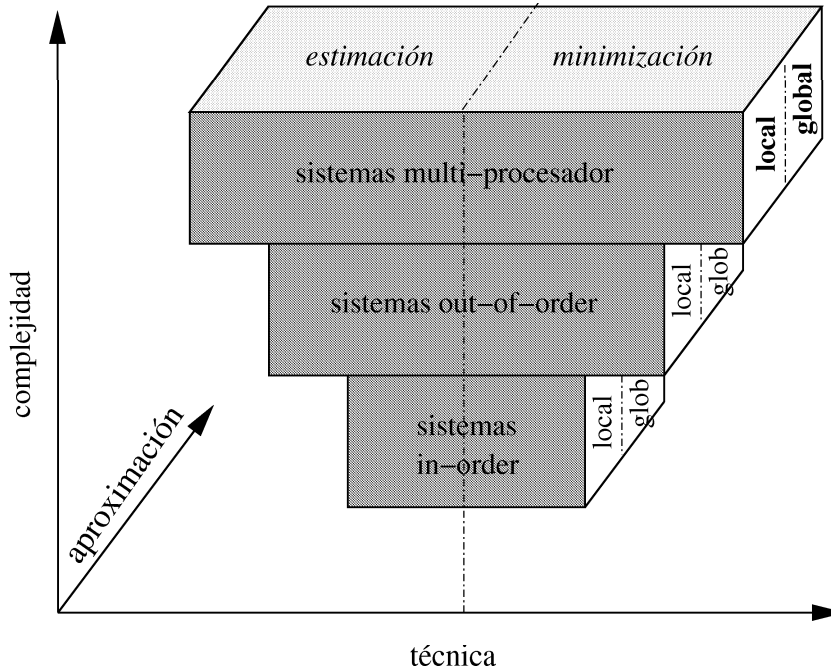 estimación
minimización
local
global
sistemas multi-procesador
sistemas out-of-order
local
glob
sistemas
in-order
local
glob
complejidad
aproximación
técnica